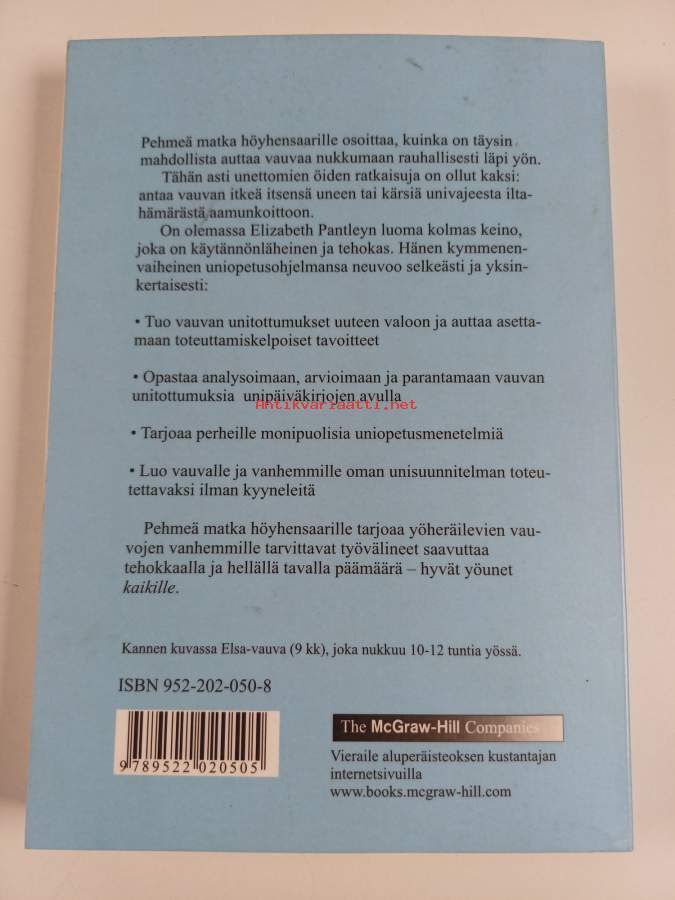 Pehmeä matka höyhensaarille osoittaa, kuinka on täysin
mahdollista auttaa vauvaa nukkumaan rauhallisesti läpi yön.
Tähän asti unettomien öiden ratkaisuja on ollut kaksi:
antaa vauvan itkeä itsensä uneen tai kärsiä univajeesta ilta-
hämärästä aamunkoittoon.
On olemassa Elizabeth Pantleyn luoma kolmas keino,
joka on käytännönläheinen ja tehokas. Hänen kymmenen-
vaiheinen uniopetusohjelmansa neuvoo selkeästi ja yksin-
kertaisesti:
• Tuo vauvan unitottumukset uuteen valoon ja auttaa asetta-
maan toteuttamiskelpoiset tavoitteet
• Opastaa analysoimaan, arvioimaan ja parantamaan vauvan
unitottumuksia unipäiväkirjojen avulla
Antikvariaatti.net
• Tarjoaa perheille monipuolisia uniopetusmenetelmiä
• Luo vauvalle ja vanhemmille oman unisuunnitelman toteu-
tettavaksi ilman kyyneleitä
Pehmeä matka höyhensaarille tarjoaa yöheräilevien vau-
vojen vanhemmille tarvittavat työvälineet saavuttaa
tehokkaalla ja hellällä tavalla päämäärä – hyvät yöunet
kaikille.
Kannen kuvassa Elsa-vauva (9 kk), joka nukkuu 10-12 tuntia yössä.
ISBN 952-202-050-8
9 789522 020505
The McGraw-Hill Companies
Vieraile aluperäisteoksen kustantajan
internetsivuilla
www.books.mcgraw-hill.com